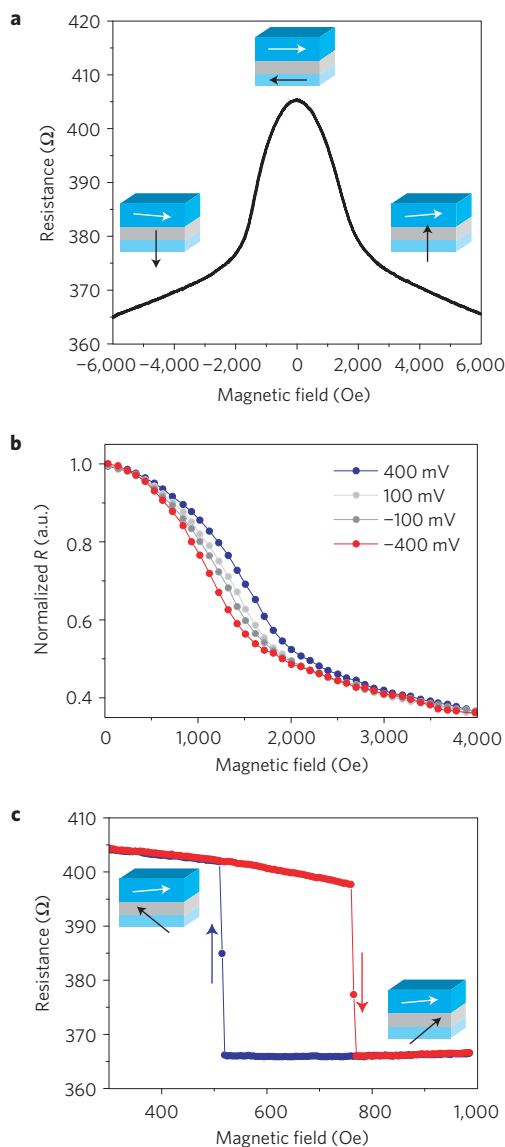 a
420
410
400
390
380
370
360
Resistance (Ω)
−6,000 −4,000 −2,000 0 2,000 4,000 6,000
Magnetic field (Oe)
b
1.0
0.8
0.6
0.4
Normalized R (a.u.)
400 mV
100 mV
−100 mV
−400 mV
0 1,000 2,000 3,000 4,000
Magnetic field (Oe)
c
410
400
390
380
370
360
Resistance (Ω)
400 600 800 1,000
Magnetic field (Oe)